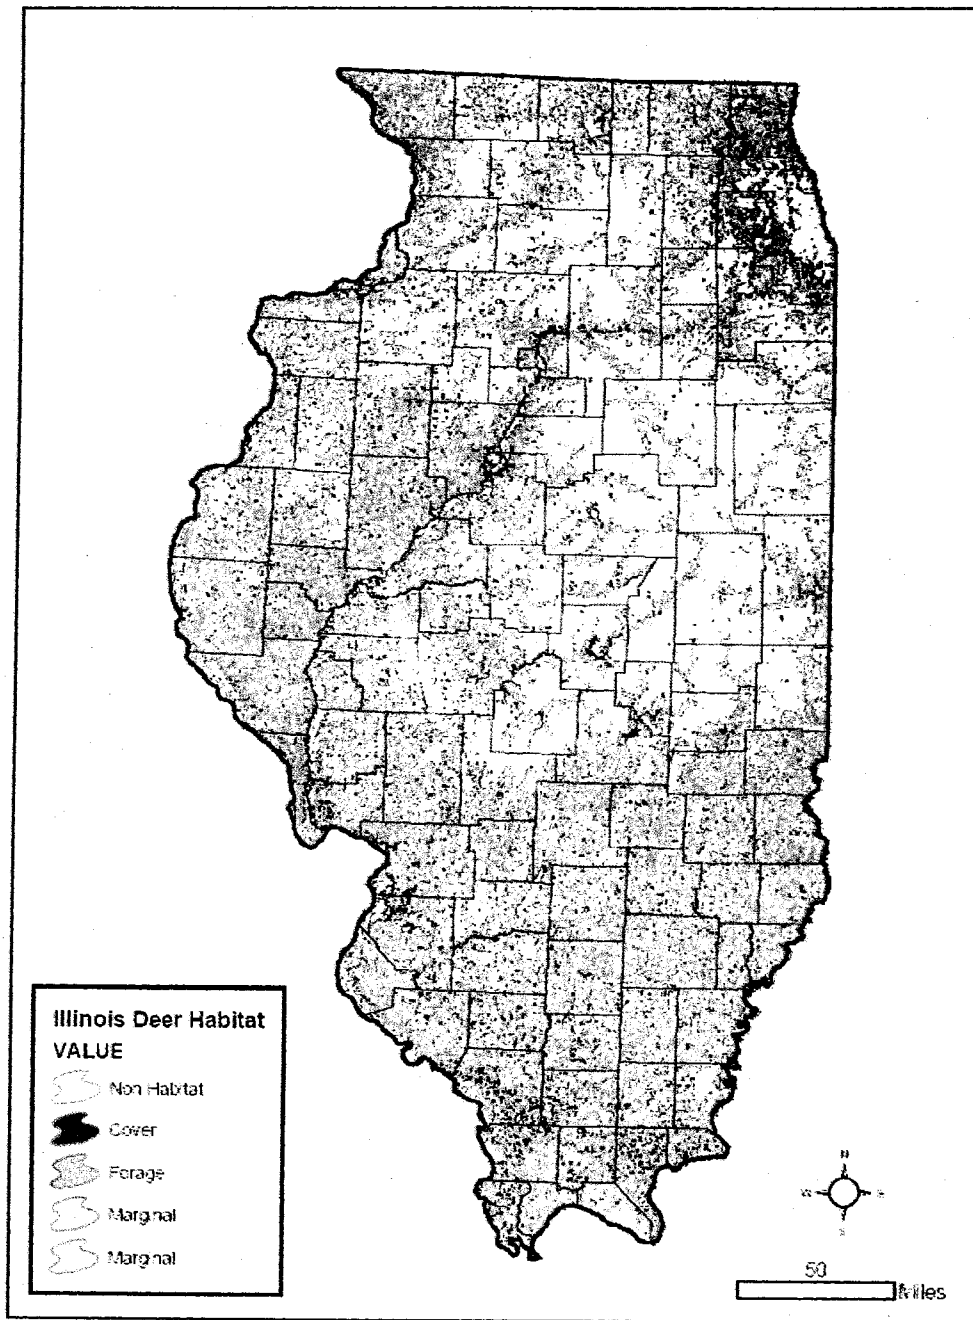 Illinois Deer Habitat
VALUE
Non Habitat
Cover
Forage
Marginal
Marginal
N
W
E
S
50
Miles